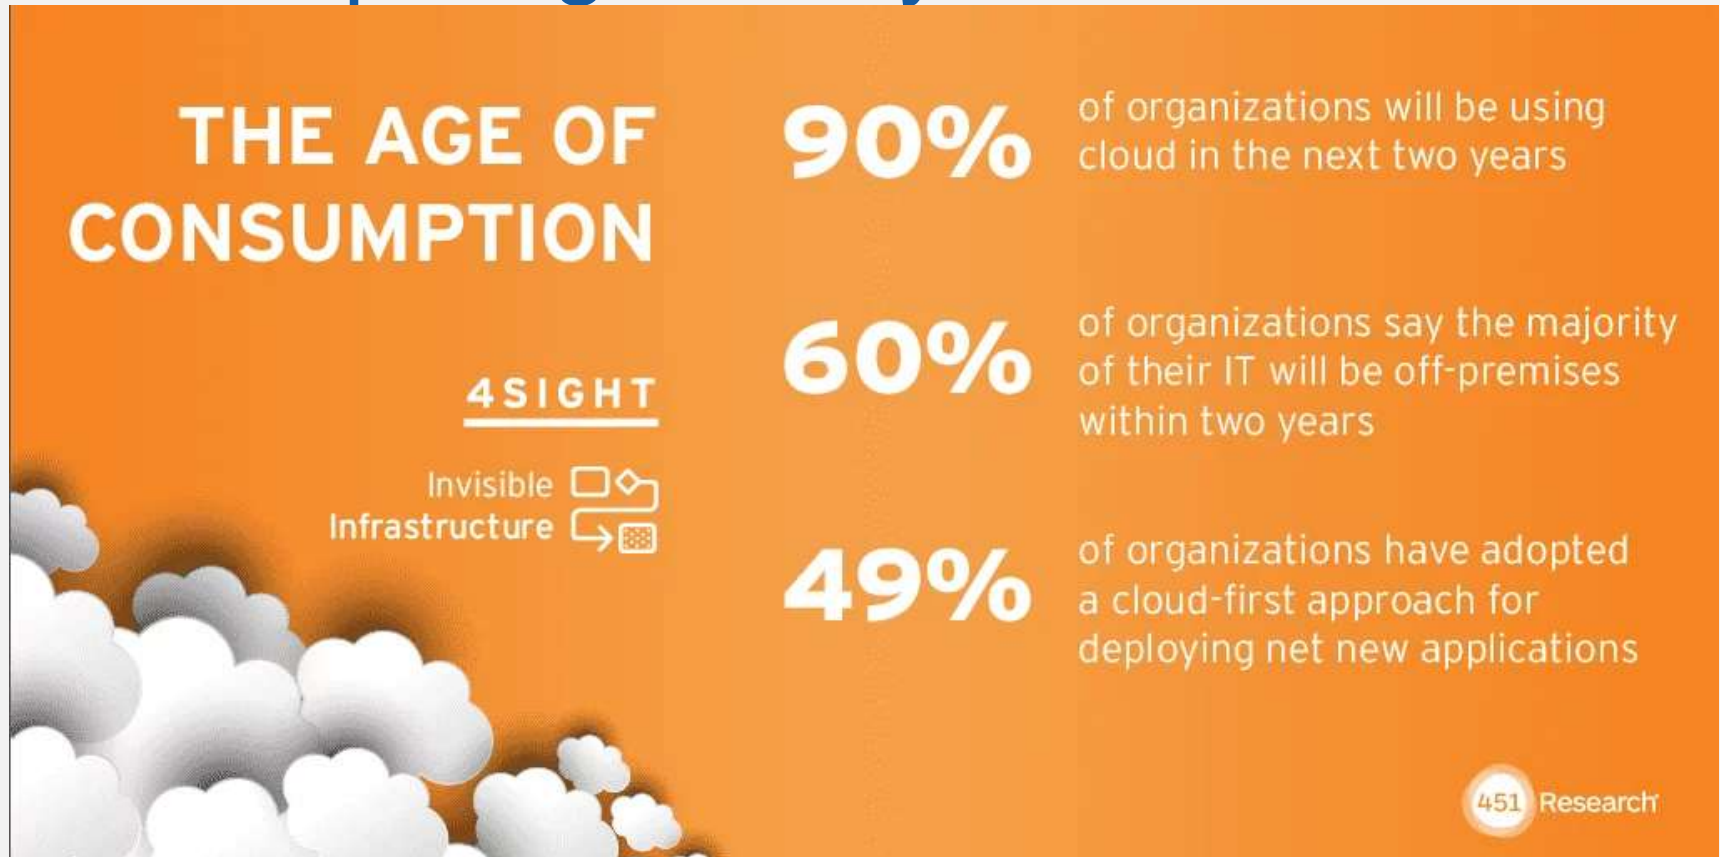 THE AGE OF
CONSUMPTION
4SIGHT
Invisible
Infrastructure
90%
of organizations will be using
cloud in the next two years
60%
of organizations say the majority
of their IT will be off-premises
within two years
49%
of organizations have adopted
a cloud-first approach for
deploying net new applications
451 Research